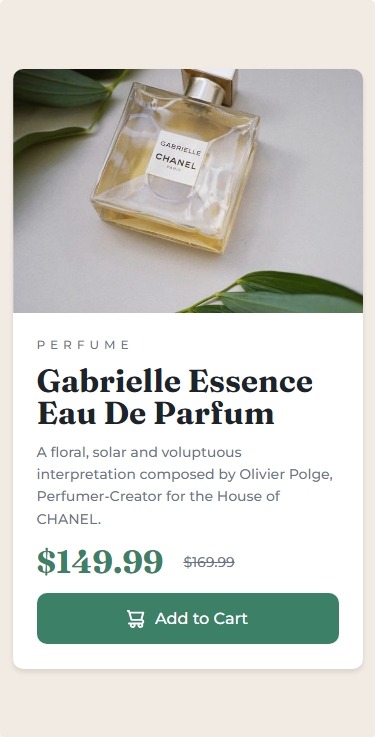 GABRIELLE
CHANEL
PARIS
PERFUME
Gabrielle Essence
Eau De Parfum
A floral, solar and voluptuous
interpretation composed by Olivier Polge,
Perfumer-Creator for the House of
CHANEL.
$149.99 $169.99
Add to Cart